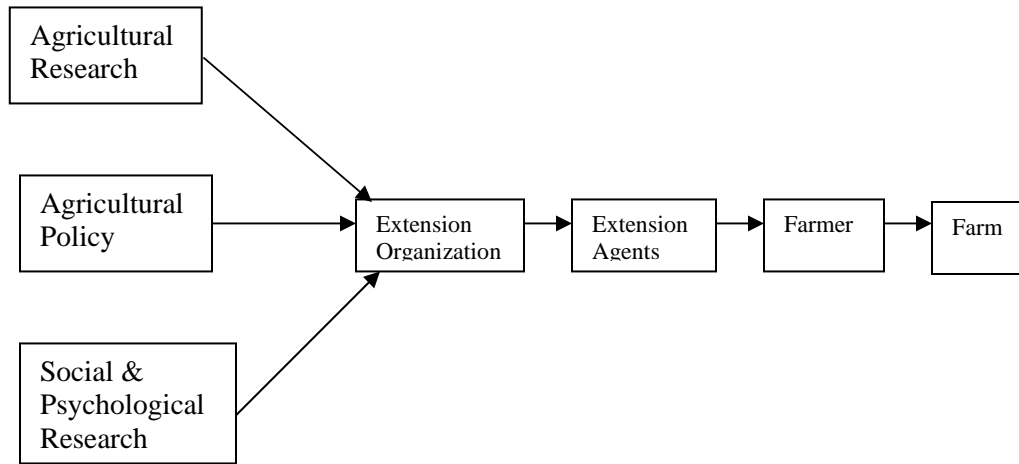 Agricultural
Research
Agricultural
Policy
Extension
Organization
Extension
Agents
Farmer
Farm
Social &
Psychological
Research